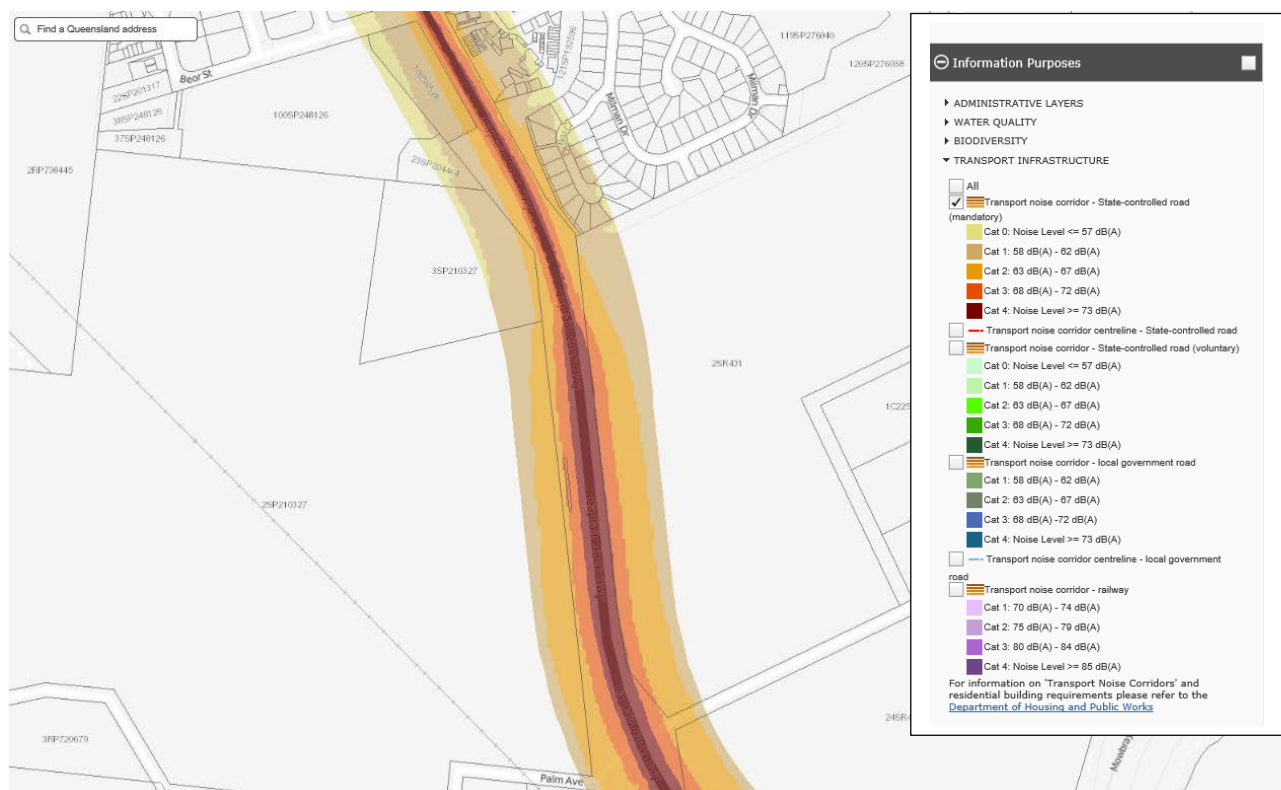 Find a Queensland address
Bear St
22SP201317
38SP248126
37SP248126
100SP248126
2RP738445
23SP204464
121SP192596
Milman Dr
Milman Dr
119SP276040
120SP276038
3SP210327
2SR431
1C225
2SP210327
24SR4
3RP720679
Palm Ave
Mowbray
Information Purposes
ADMINISTRATIVE LAYERS
WATER QUALITY
BIODIVERSITY
TRANSPORT INFRASTRUCTURE
All
Transport noise corridor - State-controlled road
(mandatory)
Cat 0: Noise Level <= 57 dB(A)
Cat 1: 58 dB(A) - 62 dB(A)
Cat 2: 63 dB(A) - 67 dB(A)
Cat 3: 68 dB(A) - 72 dB(A)
Cat 4: Noise Level >= 73 dB(A)
Transport noise corridor centreline - State-controlled road
Transport noise corridor - State-controlled road (voluntary)
Cat 0: Noise Level <= 57 dB(A)
Cat 1: 58 dB(A) - 62 dB(A)
Cat 2: 63 dB(A) - 67 dB(A)
Cat 3: 68 dB(A) - 72 dB(A)
Cat 4: Noise Level >= 73 dB(A)
Transport noise corridor - local government road
Cat 1: 58 dB(A) - 62 dB(A)
Cat 2: 63 dB(A) - 67 dB(A)
Cat 3: 68 dB(A) -72 dB(A)
Cat 4: Noise Level >= 73 dB(A)
Transport noise corridor centreline - local government
road
Transport noise corridor - railway
Cat 1: 70 dB(A) - 74 dB(A)
Cat 2: 75 dB(A) - 79 dB(A)
Cat 3: 80 dB(A) - 84 dB(A)
Cat 4: Noise Level >= 85 dB(A)
For information on 'Transport Noise Corridors' and
residential building requirements please refer to the
Department of Housing and Public Works